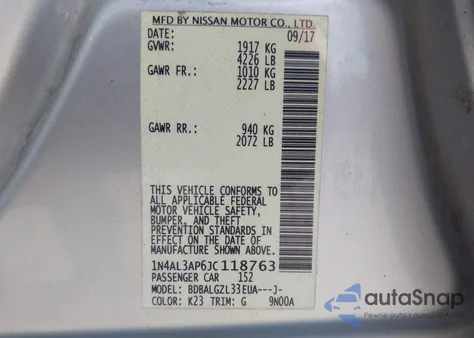 MFD BY NISSAN MOTOR CO., LTD.
DATE: 09/17
GVWR: 1917 KG
4226 LB
GAWR FR.: 1010 KG
2227 LB
GAWR RR.: 940 KG
2072 LB
THIS VEHICLE CONFORMS TO
ALL APPLICABLE FEDERAL
MOTOR VEHICLE SAFETY,
BUMPER, AND THEFT
PREVENTION STANDARDS IN
EFFECT ON THE DATE OF
MANUFACTURE SHOWN ABOVE.
1N4AL3AP6JC118763
PASSENGER CAR 152
MODEL: BDBALGZL33EUA---J-
COLOR: K23 TRIM: G 9N00A
autoSnap
Pewne auto z